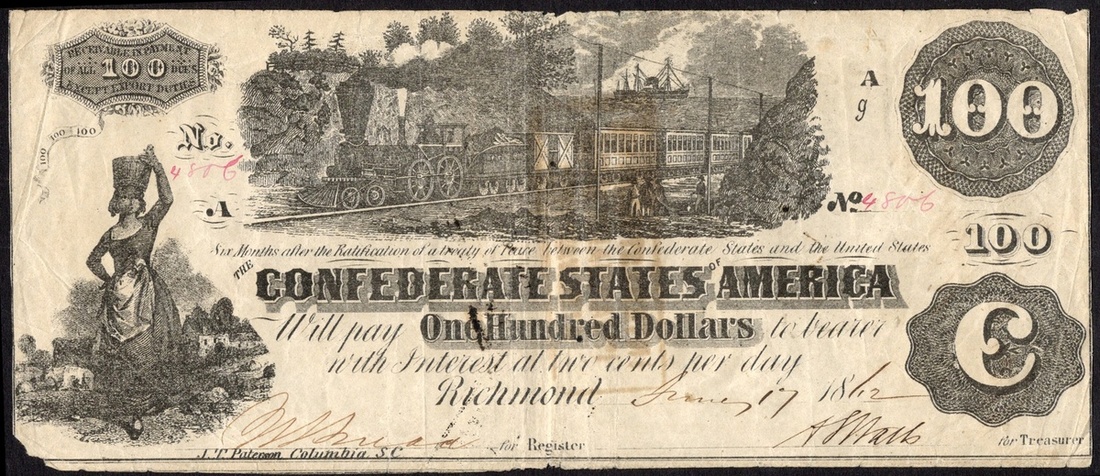 RECEIVABLE IN PAYMENT
OF ALL 100 DUES
EXCEPT EXPORT DUTIES
100 100 100
No. 4806
A
A
g
100
No 4806
100
Six Months after the Ratification of a treaty of Peace between the Confederate States and the United States
THE CONFEDERATE STATES OF AMERICA
Will pay One Hundred Dollars to bearer
with Interest at two cents per day
Richmond June 17 1862
C
for Register
for Treasurer
J. T. Paterson Columbia S.C